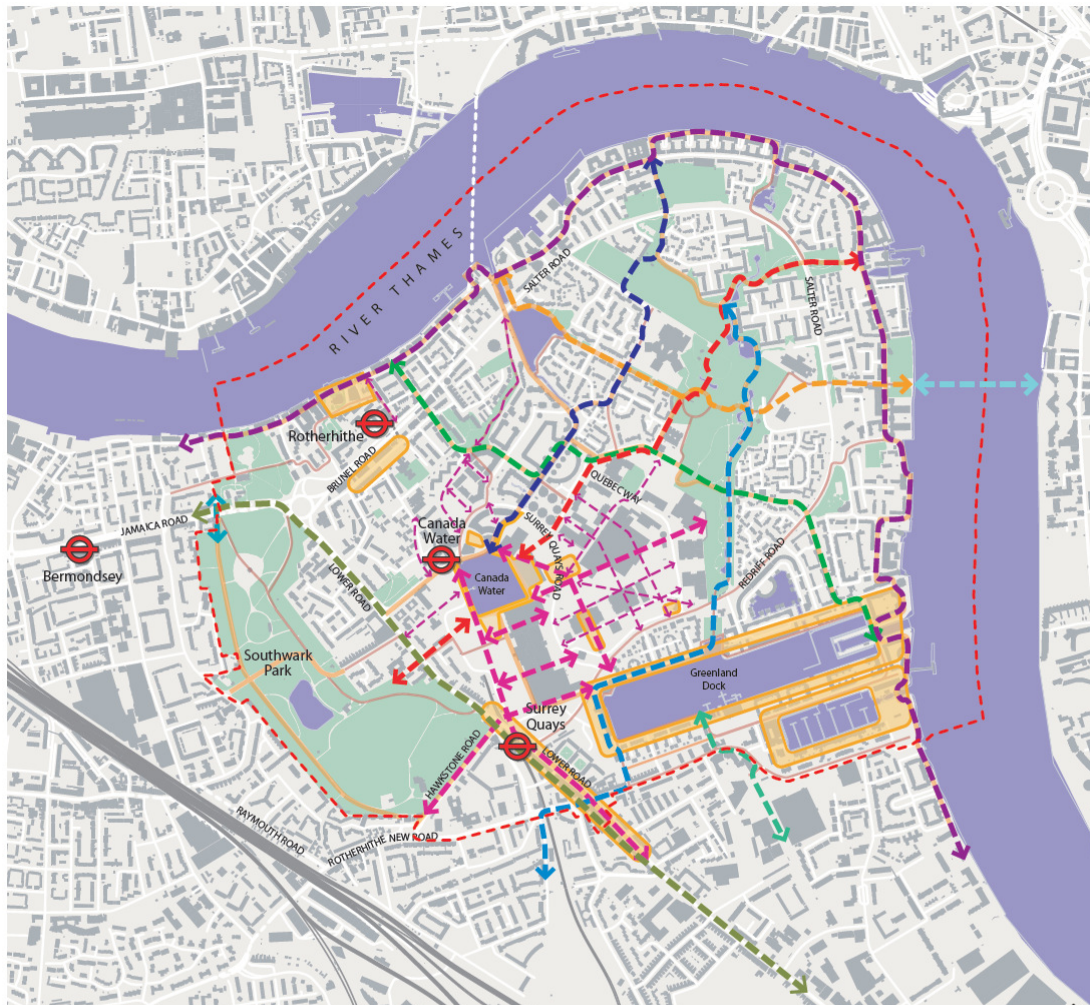 RIVER THAMES
SALTER ROAD
SALTER ROAD
Rotherhithe
BRUNEL ROAD
QUEBEC WAY
JAMAICA ROAD
Bermondsey
Canada
Water
SURREY QUAYS ROAD
Canada
Water
LOWER ROAD
REDRIFF ROAD
Southwark
Park
Greenland
Dock
Surrey
Quays
HAWKSTONE ROAD
LOWER ROAD
RAYMOUTH ROAD
ROTHERHITHE NEW ROAD